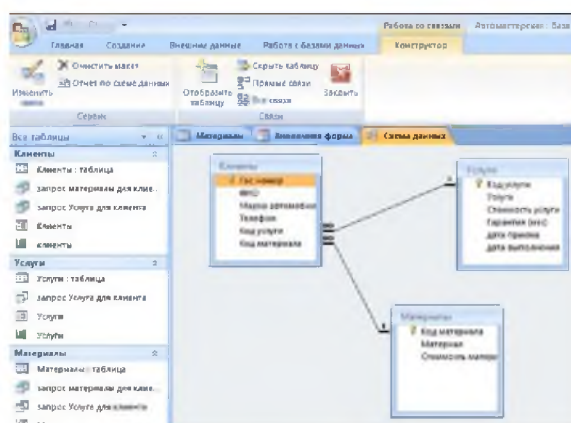 Работа со связями Автомастерская : База
Главная Создание Внешние данные Работа с базами данных Конструктор
Изменить
Очистить макет
Отчет по схеме данных
Сервис
Отобразить таблицу
Скрыть таблицу
Прямые связи
Все связи
Закрыть
Связи
Все таблицы
Материалы форма Схема данных
Клиенты
Клиенты : таблица
запрос материалы для клие...
запрос Услуга для клиента
Клиенты
клиенты
Услуги
Услуги : таблица
запрос Услуга для клиента
Услуги
Услуги
Материалы
Материалы : таблица
запрос материалы для клие...
запрос Услуга для клиента
Клиенты
Гос номер
ФИО
Марка автомобил
Телефон
Код услуги
Код материала
Услуги
Код услуги
Услуга
Стоимость услуги
Гарантия (мес)
дата приема
дата выполнения
Материалы
Код материала
Материал
Стоимость матери